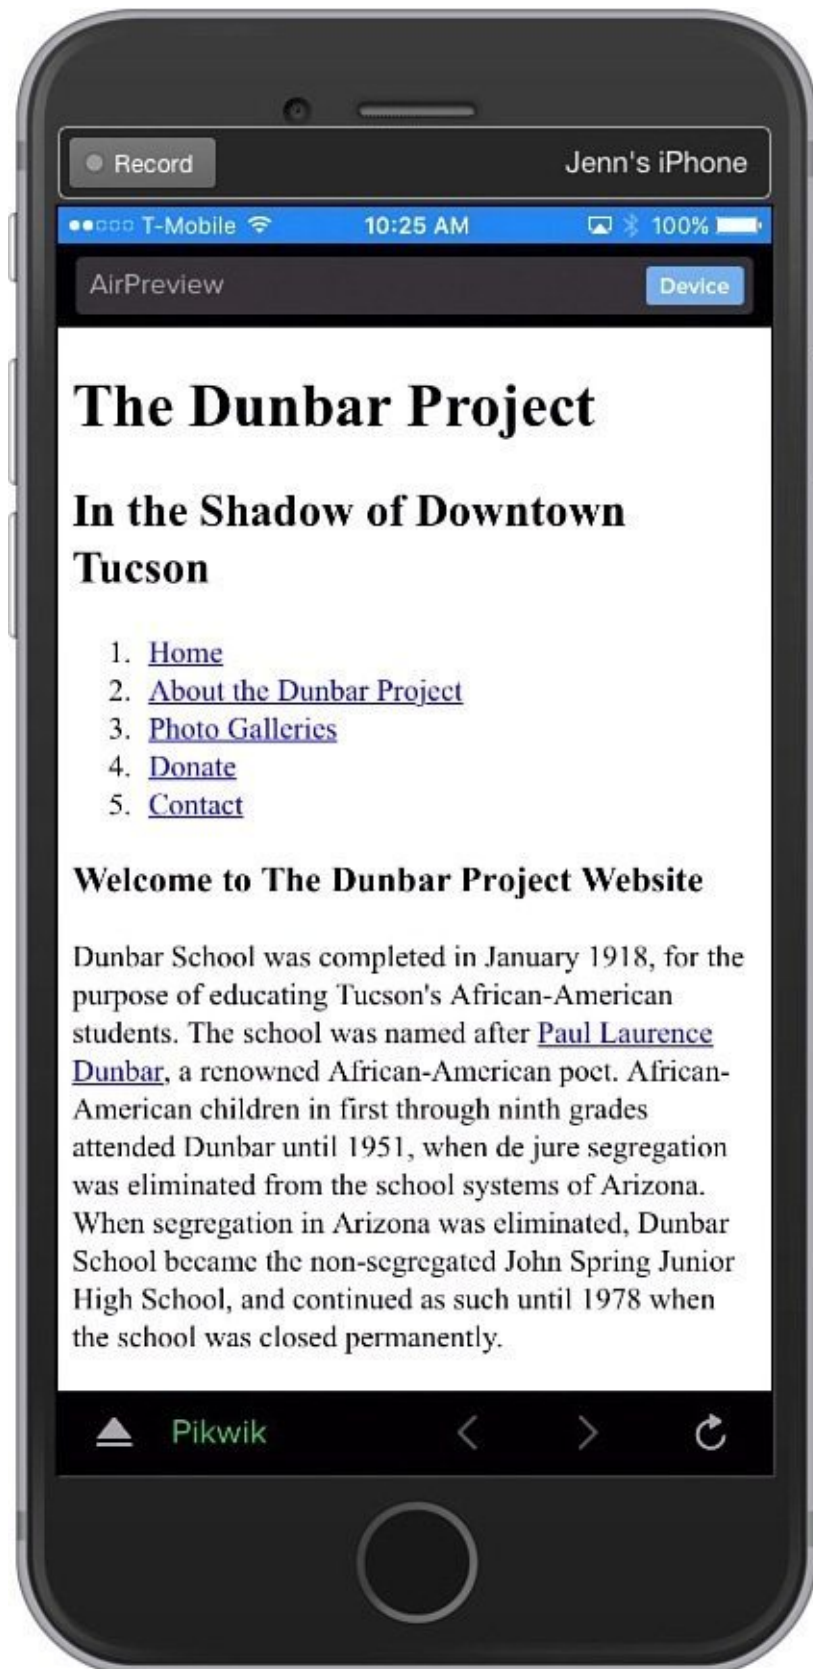 Record
Jenn's iPhone
T-Mobile 10:25 AM 100%
AirPreview
Device
The Dunbar Project
In the Shadow of Downtown
Tucson
1. Home
2. About the Dunbar Project
3. Photo Galleries
4. Donate
5. Contact
Welcome to The Dunbar Project Website
Dunbar School was completed in January 1918, for the
purpose of educating Tucson's African-American
students. The school was named after Paul Laurence
Dunbar, a renowned African-American poet. African-
American children in first through ninth grades
attended Dunbar until 1951, when de jure segregation
was eliminated from the school systems of Arizona.
When segregation in Arizona was eliminated, Dunbar
School became the non-segregated John Spring Junior
High School, and continued as such until 1978 when
the school was closed permanently.
Pikwik